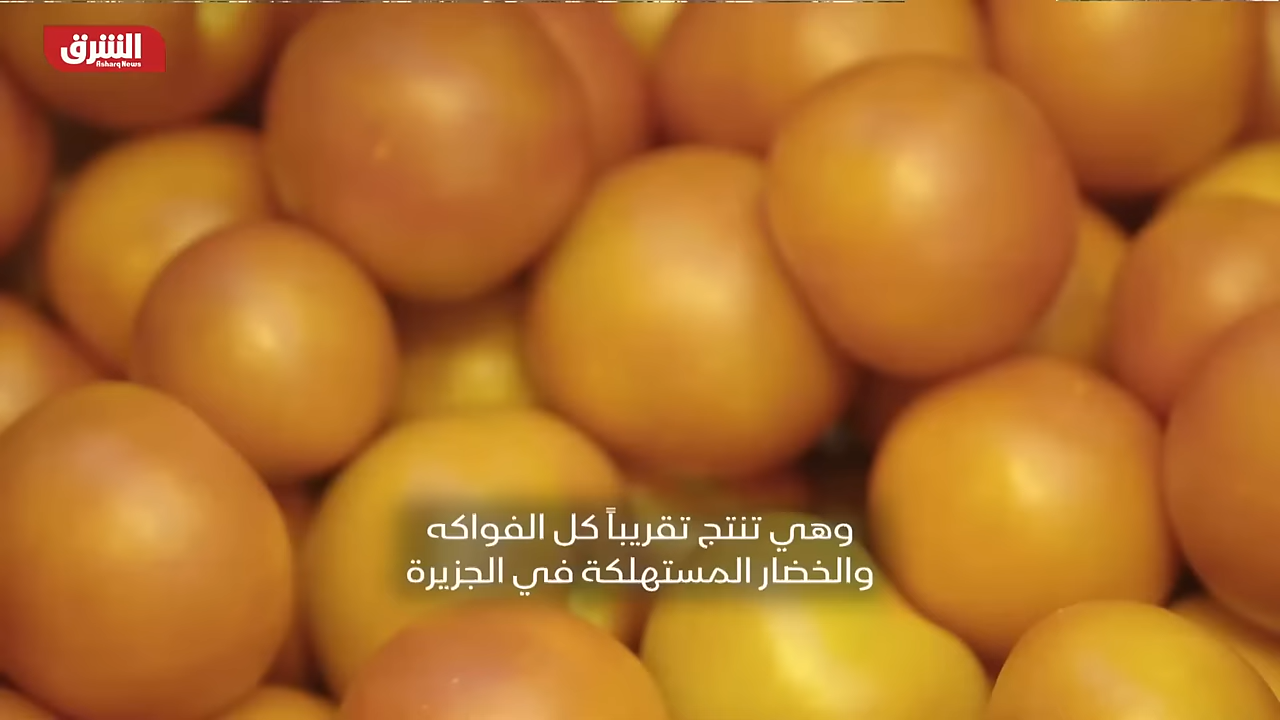 الشرق
Asharq News
وهي تنتج تقريباً كل الفواكه
والخضار المستهلكة في الجزيرة